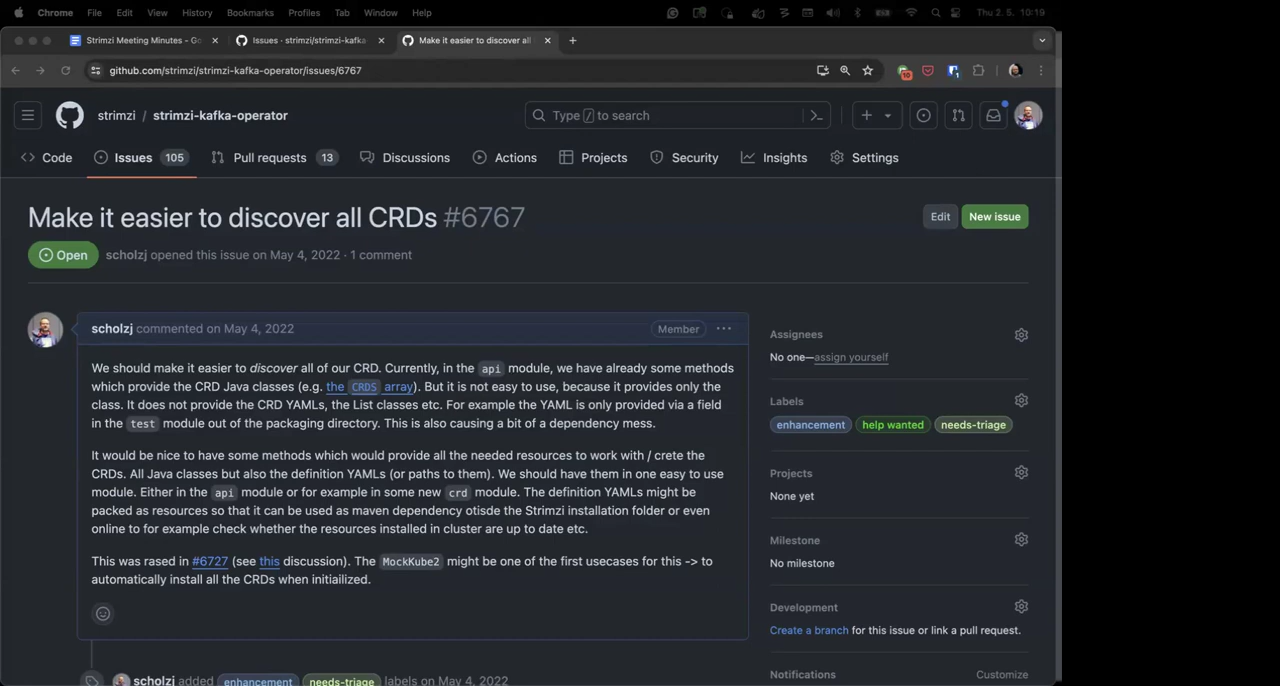 Chrome File Edit View History Bookmarks Profiles Tab Window Help Thu 2. 5. 10:19
Strimzi Meeting Minutes - Go Issues · strimzi/strimzi-kafka Make it easier to discover all
github.com/strimzi/strimzi-kafka-operator/issues/6767 10 1
strimzi / strimzi-kafka-operator Type / to search
Code Issues 105 Pull requests 13 Discussions Actions Projects Security Insights Settings
Make it easier to discover all CRDs #6767 Edit New issue
Open scholzj opened this issue on May 4, 2022 · 1 comment
scholzj commented on May 4, 2022 Member
We should make it easier to discover all of our CRD. Currently, in the api module, we have already some methods
which provide the CRD Java classes (e.g. the CRDS array). But it is not easy to use, because it provides only the
class. It does not provide the CRD YAMLs, the List classes etc. For example the YAML is only provided via a field
in the test module out of the packaging directory. This is also causing a bit of a dependency mess.
It would be nice to have some methods which would provide all the needed resources to work with / crete the
CRDs. All Java classes but also the definition YAMLs (or paths to them). We should have them in one easy to use
module. Either in the api module or for example in some new crd module. The definition YAMLs might be
packed as resources so that it can be used as maven dependency otisde the Strimzi installation folder or even
online to for example check whether the resources installed in cluster are up to date etc.
This was rased in #6727 (see this discussion). The MockKube2 might be one of the first usecases for this -> to
automatically install all the CRDs when initiailized.
scholzj added enhancement needs-triage labels on May 4, 2022
Assignees
No one—assign yourself
Labels
enhancement help wanted needs-triage
Projects
None yet
Milestone
No milestone
Development
Create a branch for this issue or link a pull request.
Notifications Customize